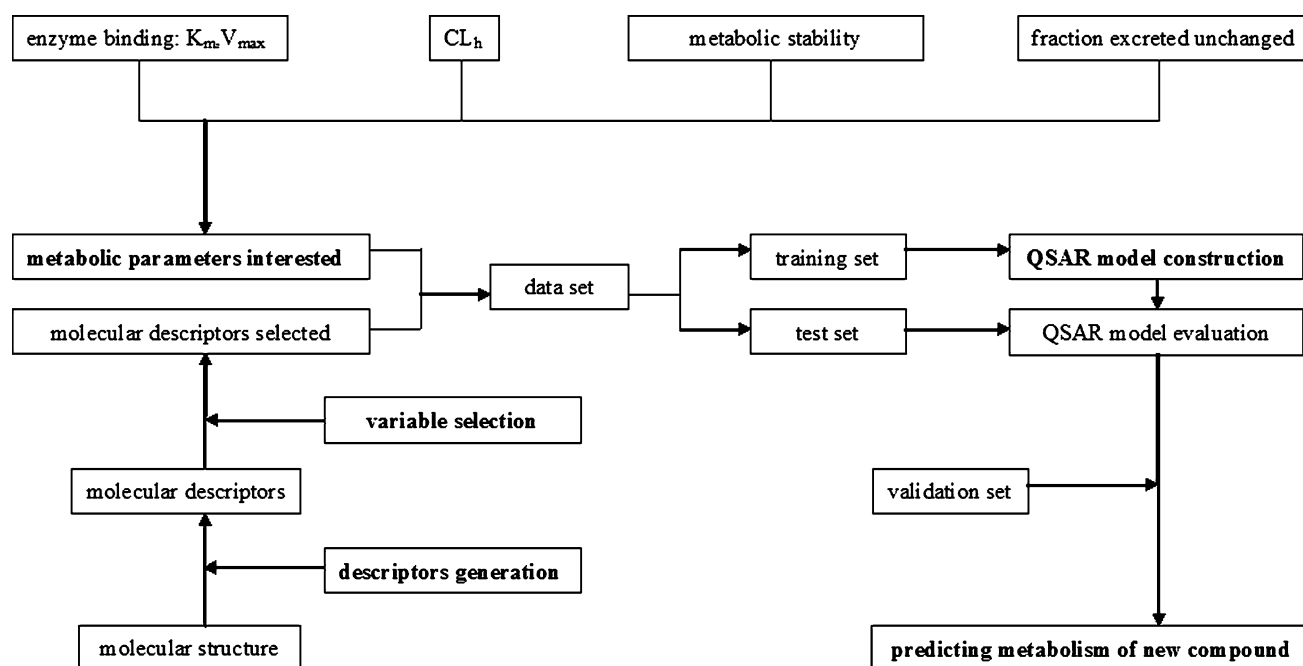 enzyme binding: Km, Vmax
CLh
metabolic stability
fraction excreted unchanged
metabolic parameters interested
training set
QSAR model construction
data set
molecular descriptors selected
test set
QSAR model evaluation
variable selection
molecular descriptors
validation set
descriptors generation
molecular structure
predicting metabolism of new compound